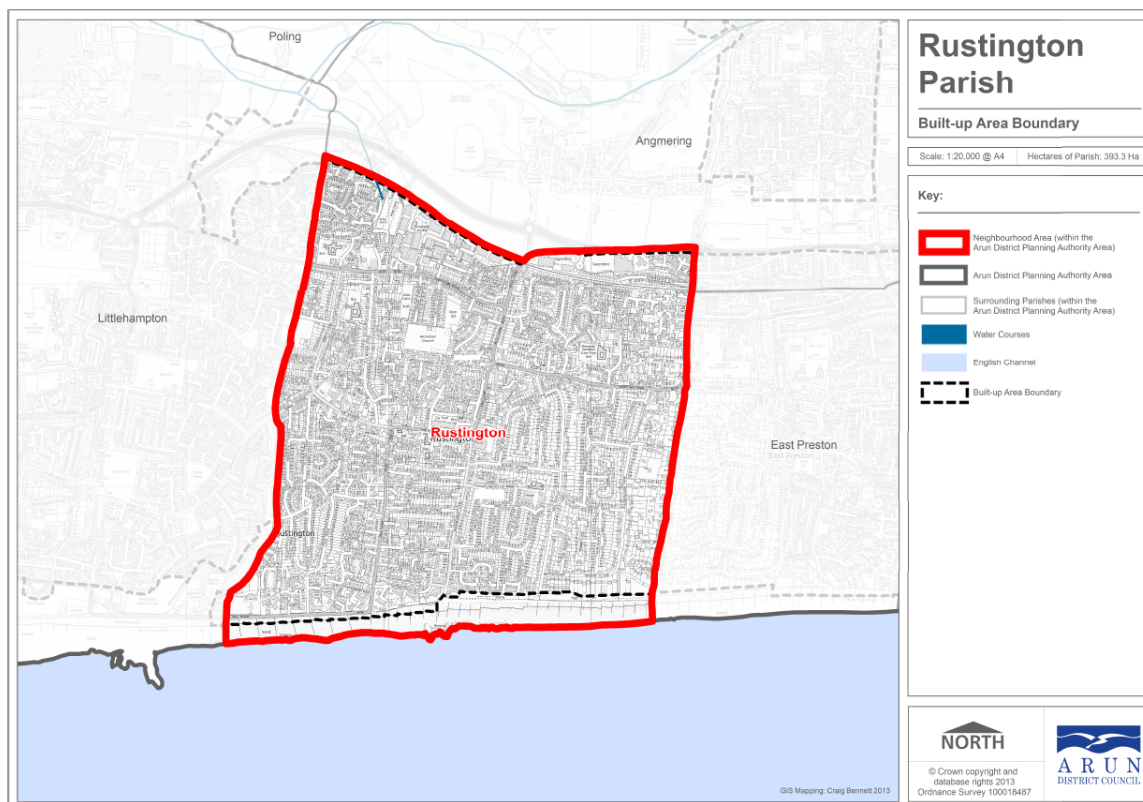 Poling
Angmering
Littlehampton
Rustington
Rustington
East Preston
East Preston
Rustington
GIS Mapping: Craig Bennett 2013
Rustington
Parish
Built-up Area Boundary
Scale: 1:20,000 @ A4
Hectares of Parish: 393.3 Ha
Key:
Neighbourhood Area (within the
Arun District Planning Authority Area)
Arun District Planning Authority Area
Surrounding Parishes (within the
Arun District Planning Authority Area)
Water Courses
English Channel
Built-up Area Boundary
NORTH
© Crown copyright and
database rights 2013
Ordnance Survey 100018487
ARUN
DISTRICT COUNCIL